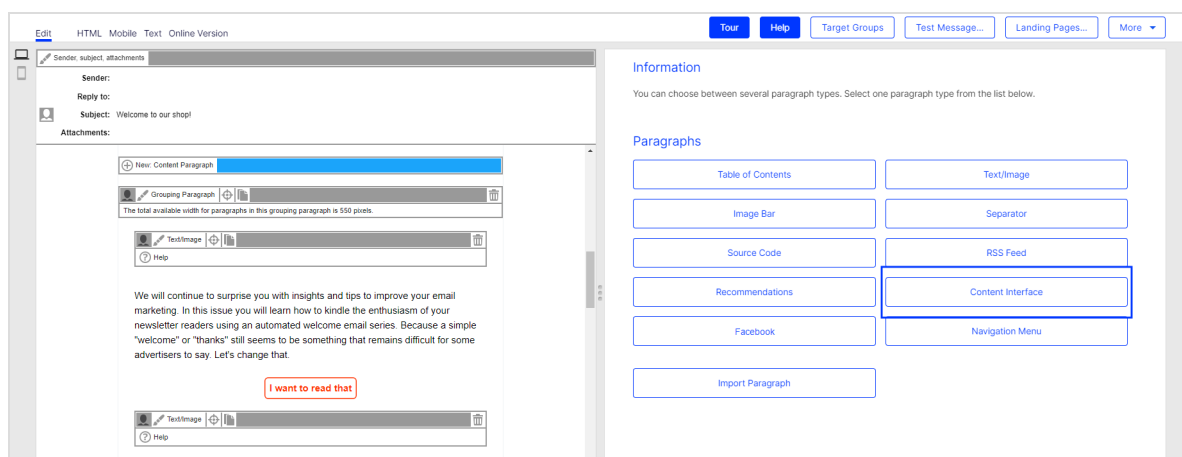 Edit HTML Mobile Text Online Version
Tour Help Target Groups Test Message... Landing Pages... More
Sender, subject, attachments
Sender:
Reply to:
Subject: Welcome to our shop!
Attachments:
New: Content Paragraph
Grouping Paragraph
The total available width for paragraphs in this grouping paragraph is 550 pixels.
Text/Image
Help
We will continue to surprise you with insights and tips to improve your email
marketing. In this issue you will learn how to kindle the enthusiasm of your
newsletter readers using an automated welcome email series. Because a simple
"welcome" or "thanks" still seems to be something that remains difficult for some
advertisers to say. Let's change that.
I want to read that
Text/Image
Help
Information
You can choose between several paragraph types. Select one paragraph type from the list below.
Paragraphs
Table of Contents Text/Image
Image Bar Separator
Source Code RSS Feed
Recommendations Content Interface
Facebook Navigation Menu
Import Paragraph